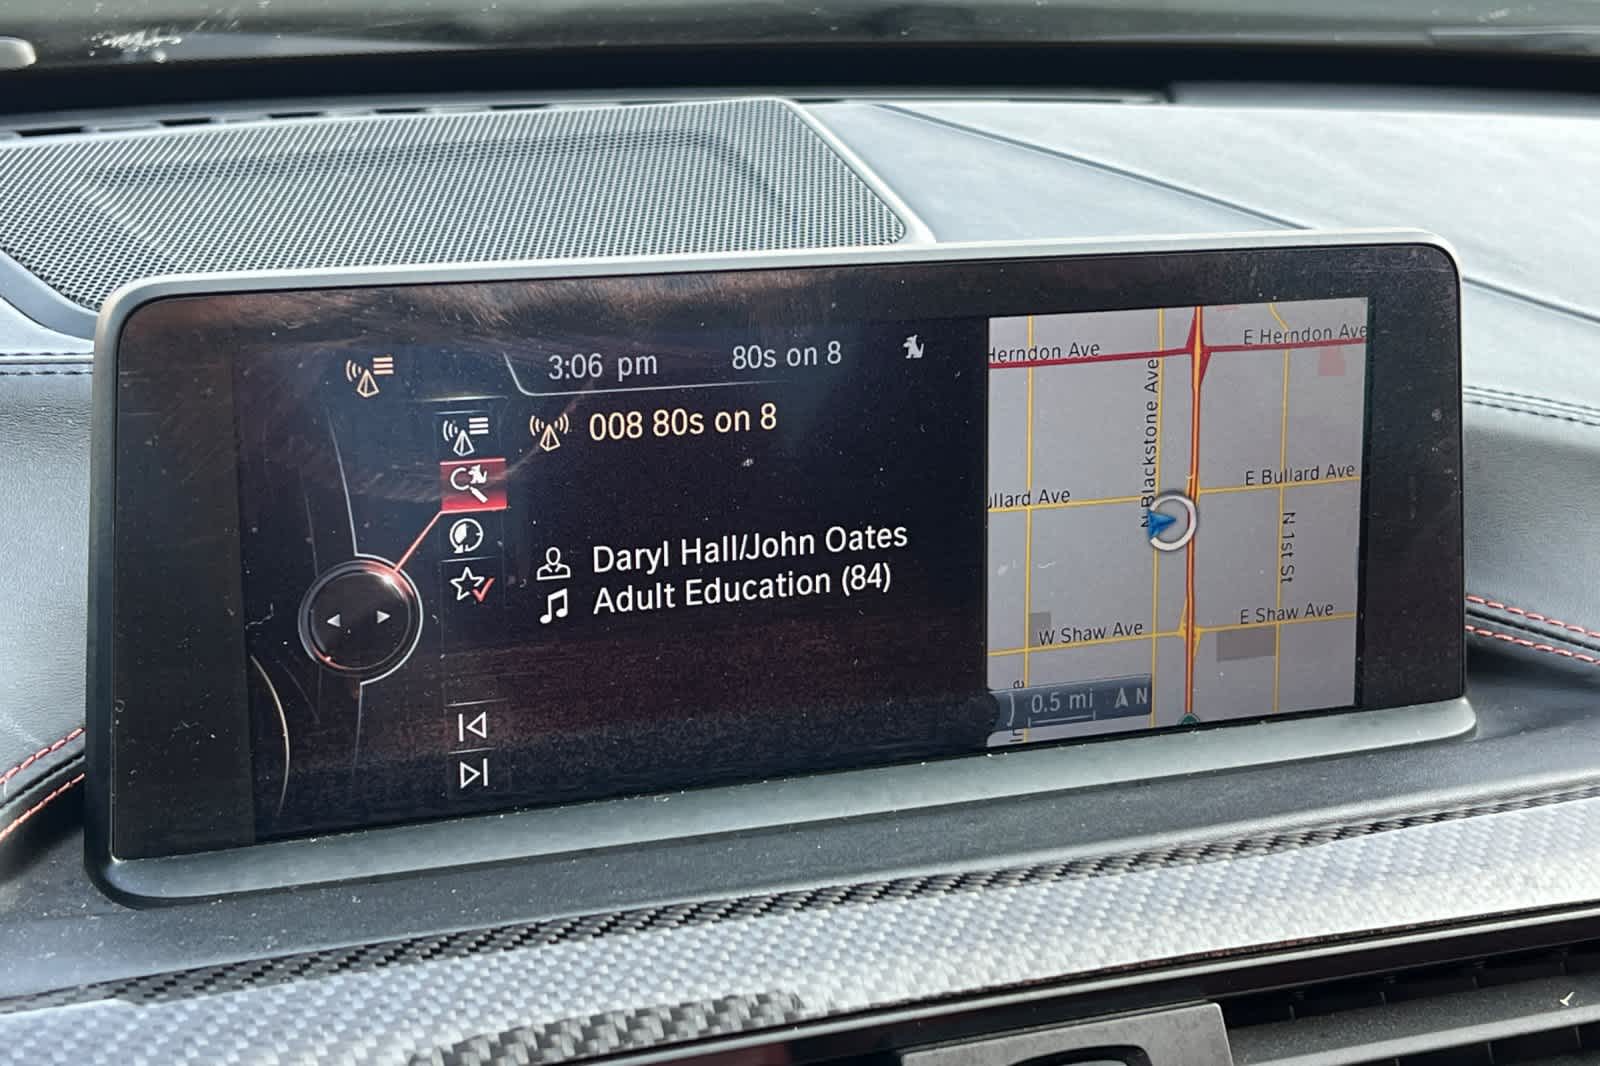 3:06 pm
80s on 8
008 80s on 8
Daryl Hall/John Oates
Adult Education (84)
Herndon Ave
E Herndon Ave
N Blackstone Ave
ullard Ave
E Bullard Ave
N 1st St
W Shaw Ave
E Shaw Ave
0.5 mi
N